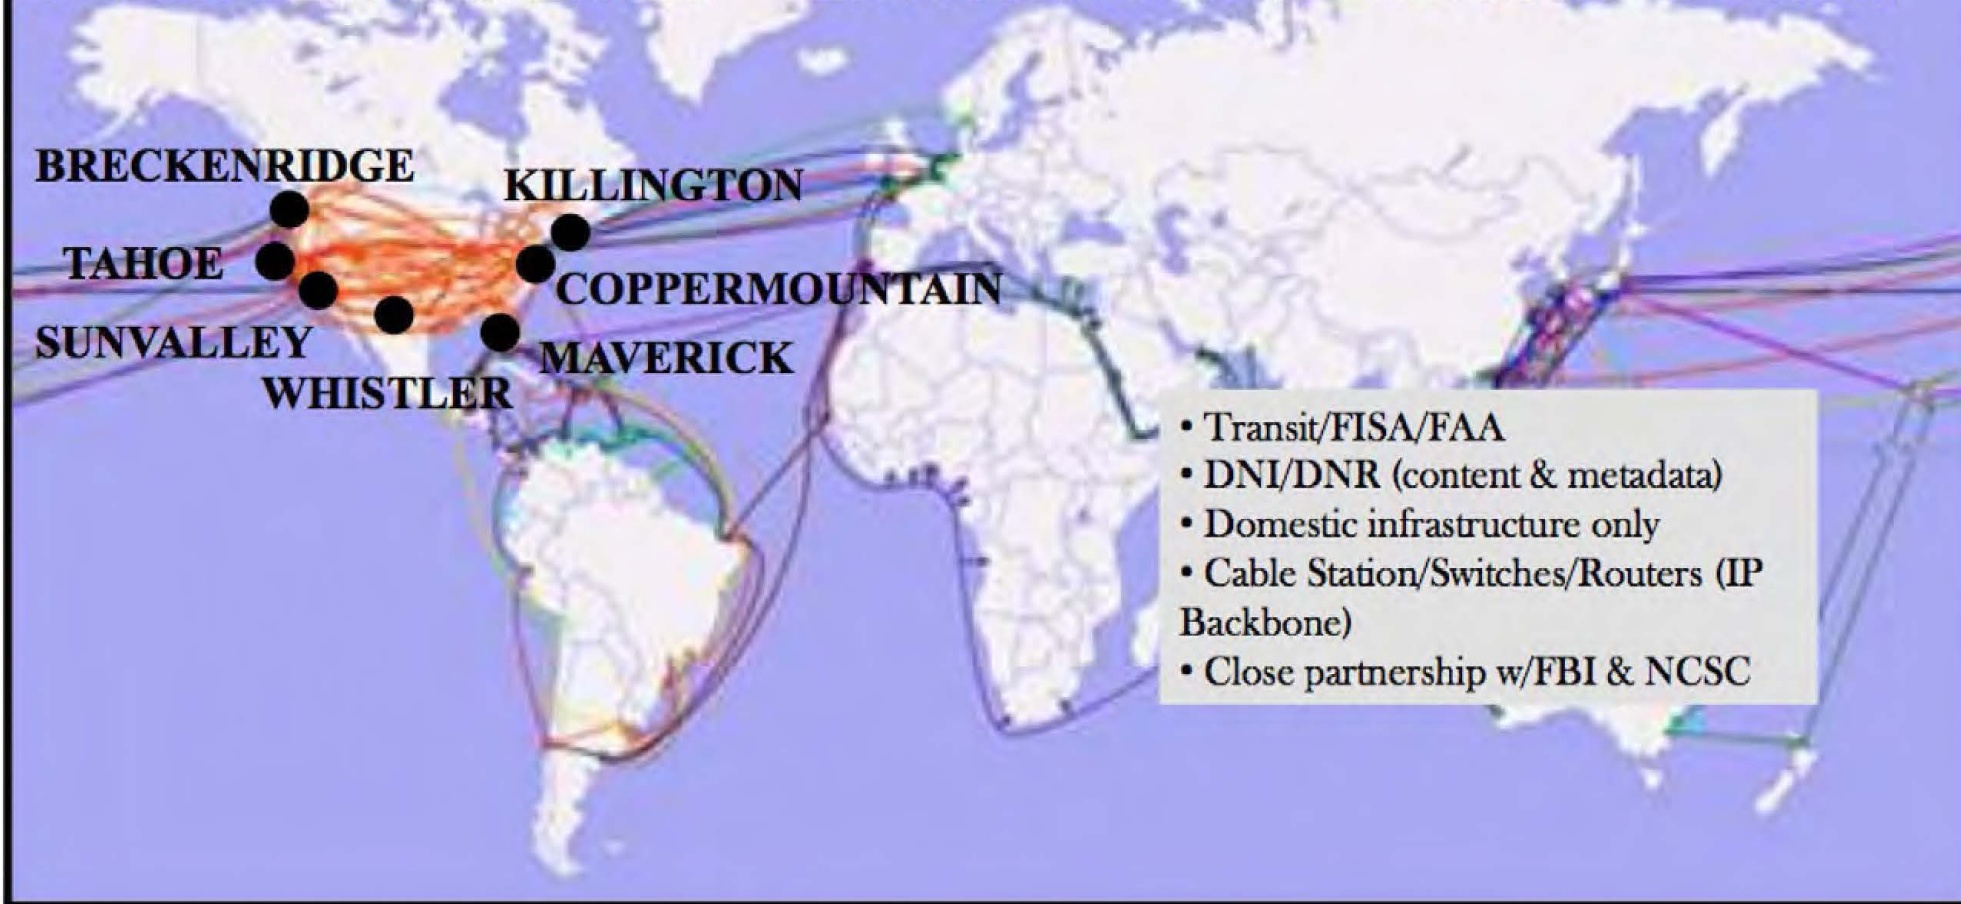 BRECKENRIDGE
KILLINGTON
TAHOE
COPPERMOUNTAIN
SUNVALLEY
MAVERICK
WHISTLER
• Transit/FISA/FAA
• DNI/DNR (content & metadata)
• Domestic infrastructure only
• Cable Station/Switches/Routers (IP
Backbone)
• Close partnership w/FBI & NCSC